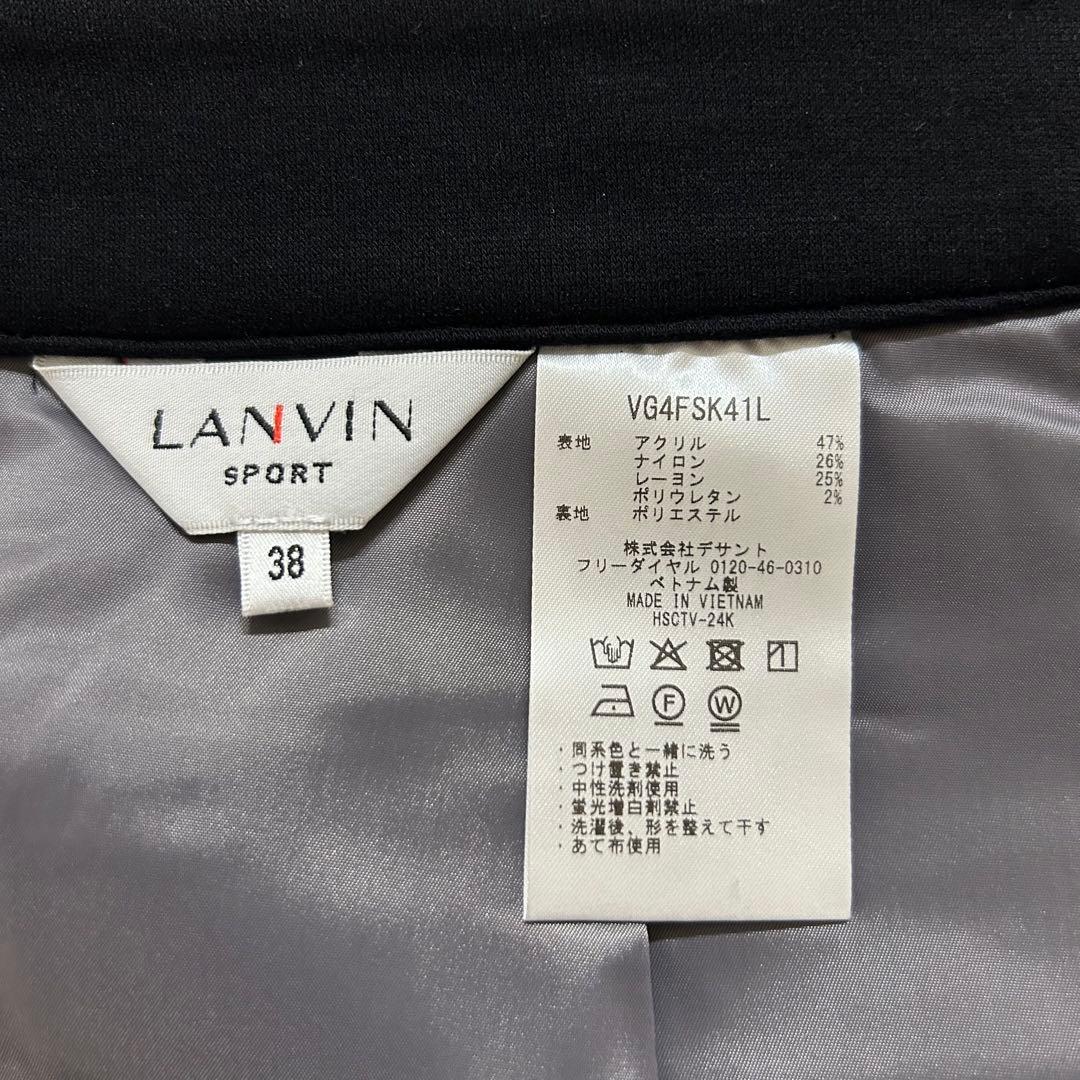 LANVIN
SPORT
38
VG4FSK41L
表地 アクリル 47%
ナイロン 26%
レーヨン 25%
ポリウレタン 2%
裏地 ポリエステル
株式会社デサント
フリーダイヤル 0120-46-0310
ベトナム製
MADE IN VIETNAM
HSCTV-24K
F W
・同系色と一緒に洗う
・つけ置き禁止
・中性洗剤使用
・蛍光増白剤禁止
・洗濯後、形を整えて干す
・あて布使用